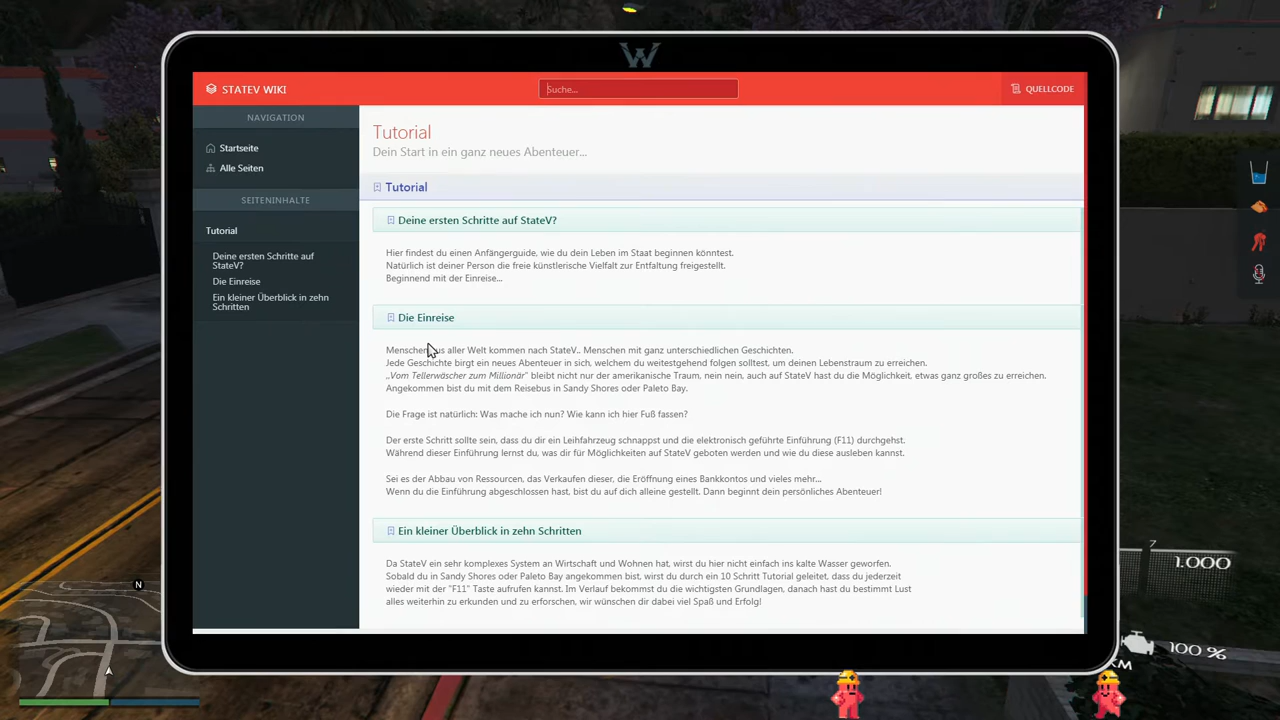 W
STATEV WIKI
Suche...
QUELLCODE
NAVIGATION
Startseite
Alle Seiten
SEITENINHALTE
Tutorial
Deine ersten Schritte auf
StateV?
Die Einreise
Ein kleiner Überblick in zehn
Schritten
Tutorial
Dein Start in ein ganz neues Abenteuer...
Tutorial
Deine ersten Schritte auf StateV?
Hier findest du einen Anfängerguide, wie du dein Leben im Staat beginnen könntest.
Natürlich ist deiner Person die freie künstlerische Vielfalt zur Entfaltung freigestellt.
Beginnend mit der Einreise...
Die Einreise
Menschen aus aller Welt kommen nach StateV.. Menschen mit ganz unterschiedlichen Geschichten.
Jede Geschichte birgt ein neues Abenteuer in sich, welchem du weitestgehend folgen solltest, um deinen Lebenstraum zu erreichen.
„Vom Tellerwäscher zum Millionär" bleibt nicht nur der amerikanische Traum, nein nein, auch auf StateV hast du die Möglichkeit, etwas ganz großes zu erreichen.
Angekommen bist du mit dem Reisebus in Sandy Shores oder Paleto Bay.
Die Frage ist natürlich: Was mache ich nun? Wie kann ich hier Fuß fassen?
Der erste Schritt sollte sein, dass du dir ein Leihfahrzeug schnappst und die elektronisch geführte Einführung (F11) durchgehst.
Während dieser Einführung lernst du, was dir für Möglichkeiten auf StateV geboten werden und wie du diese ausleben kannst.
Sei es der Abbau von Ressourcen, das Verkaufen dieser, die Eröffnung eines Bankkontos und vieles mehr...
Wenn du die Einführung abgeschlossen hast, bist du auf dich alleine gestellt. Dann beginnt dein persönliches Abenteuer!
Ein kleiner Überblick in zehn Schritten
Da StateV ein sehr komplexes System an Wirtschaft und Wohnen hat, wirst du hier nicht einfach ins kalte Wasser geworfen.
Sobald du in Sandy Shores oder Paleto Bay angekommen bist, wirst du durch ein 10 Schritt Tutorial geleitet, dass du jederzeit
wieder mit der "F11" Taste aufrufen kannst. Im Verlauf bekommst du die wichtigsten Grundlagen, danach hast du bestimmt Lust
alles weiterhin zu erkunden und zu erforschen, wir wünschen dir dabei viel Spaß und Erfolg!
N
7
1.000
100 %
KM